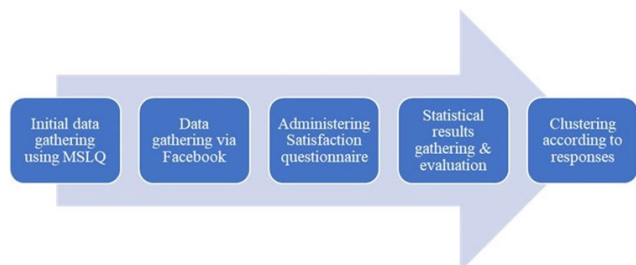 Initial data
gathering
using MSLQ
Data
gathering via
Facebook
Administering
Satisfaction
questionnaire
Statistical
results
gathering &
evaluation
Clustering
according to
responses